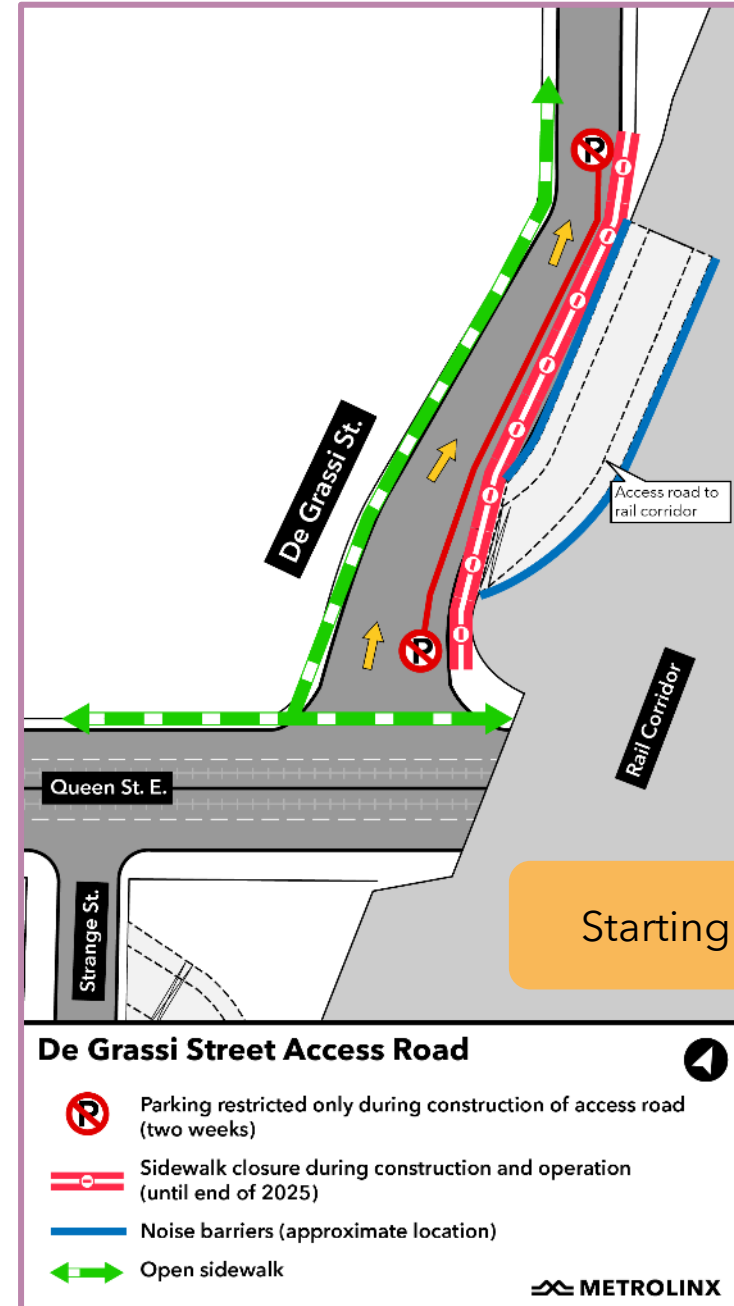 P
De Grassi St.
Access road to
rail corridor
P
Rail Corridor
Queen St. E.
Strange St.
Starting
De Grassi Street Access Road
P
Parking restricted only during construction of access road
(two weeks)
Sidewalk closure during construction and operation
(until end of 2025)
Noise barriers (approximate location)
Open sidewalk
METROLINX